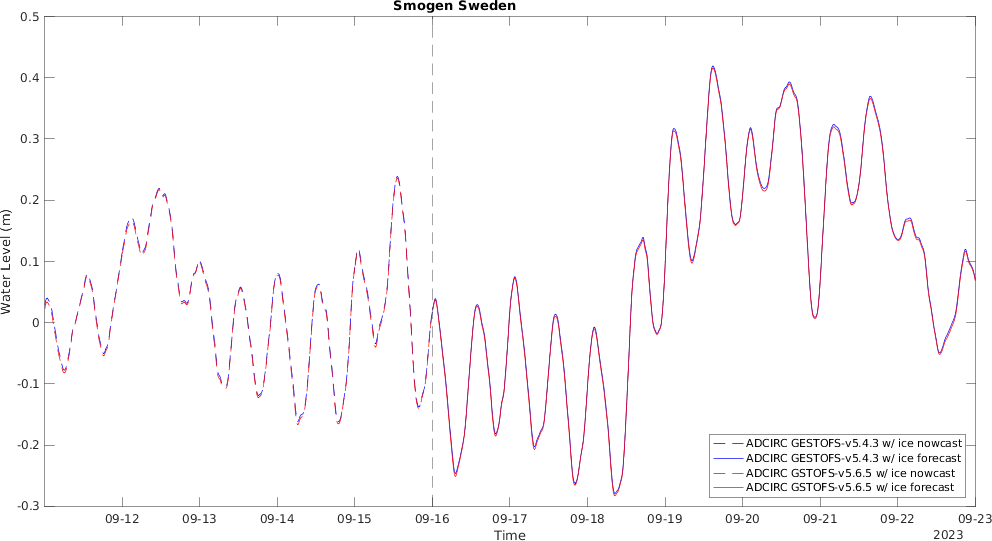 Smogen Sweden
0.5
0.4
0.3
0.2
0.1
0
-0.1
-0.2
-0.3
Water Level (m)
ADCIRC GESTOFS-v5.4.3 w/ ice nowcast
ADCIRC GESTOFS-v5.4.3 w/ ice forecast
ADCIRC GSTOFS-v5.6.5 w/ ice nowcast
ADCIRC GSTOFS-v5.6.5 w/ ice forecast
09-12 09-13 09-14 09-15 09-16 09-17 09-18 09-19 09-20 09-21 09-22 09-23
Time
2023